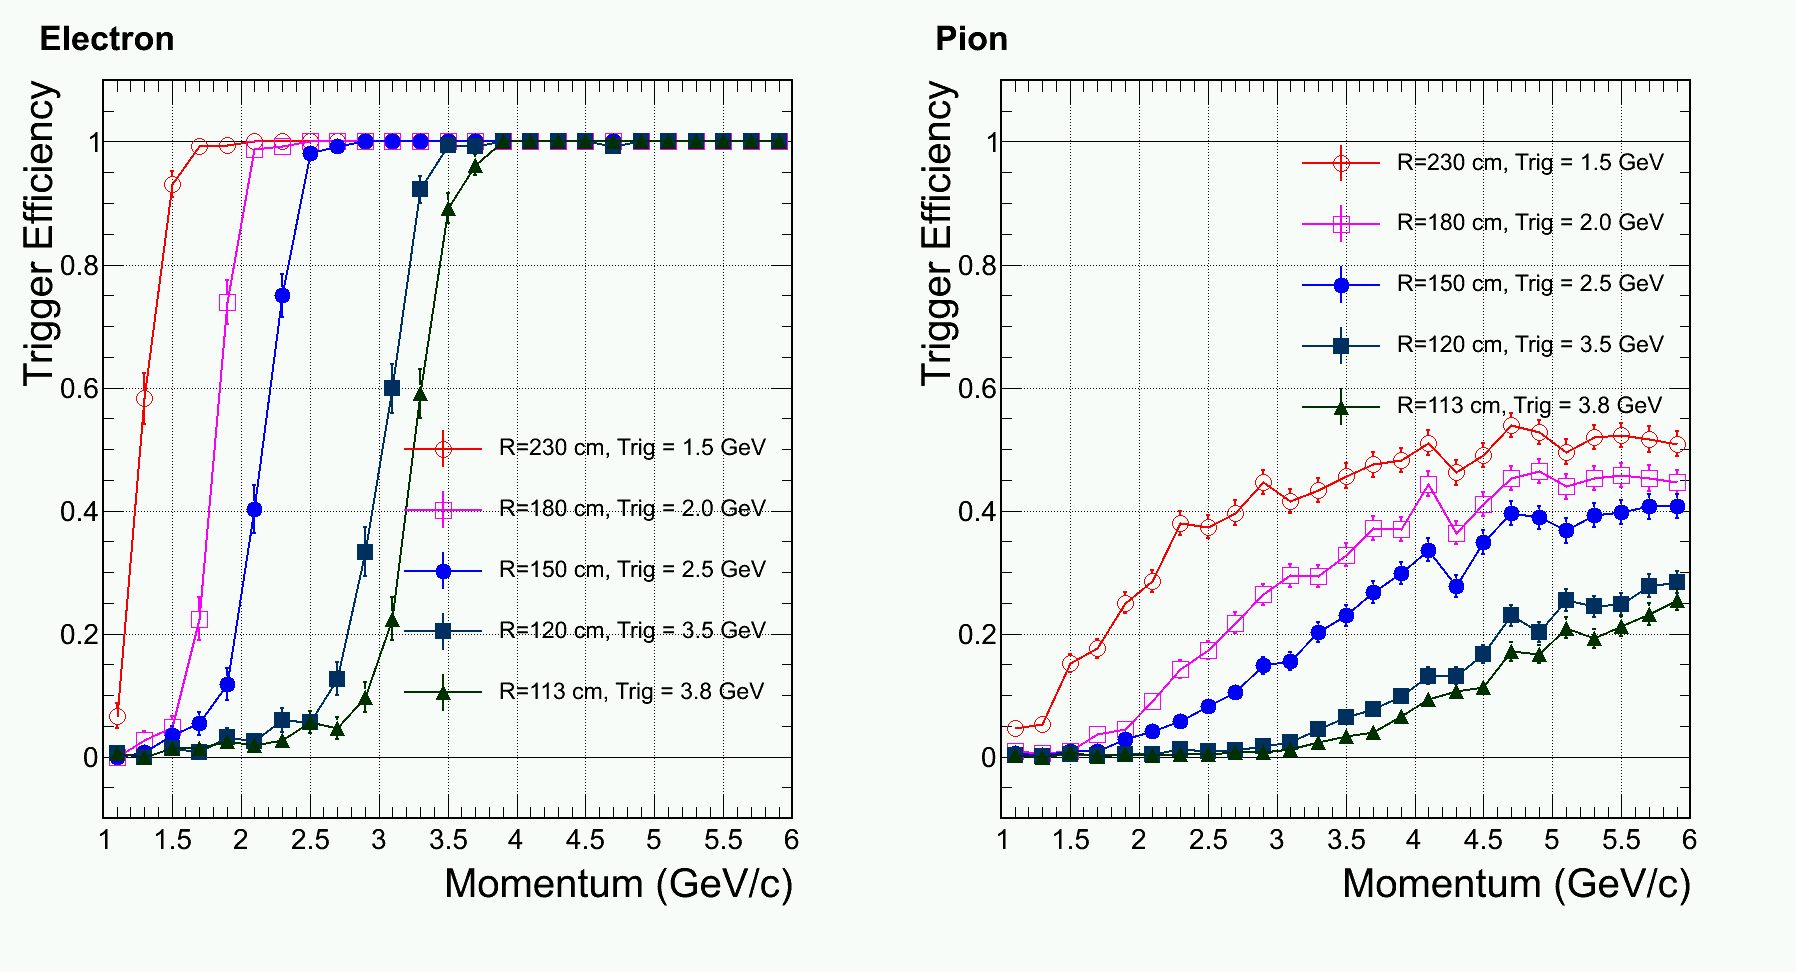 Electron
Trigger Efficiency
1
0.8
0.6
0.4
0.2
0
R=230 cm, Trig = 1.5 GeV
R=180 cm, Trig = 2.0 GeV
R=150 cm, Trig = 2.5 GeV
R=120 cm, Trig = 3.5 GeV
R=113 cm, Trig = 3.8 GeV
1 1.5 2 2.5 3 3.5 4 4.5 5 5.5 6
Momentum (GeV/c)
Pion
Trigger Efficiency
1
0.8
0.6
0.4
0.2
0
R=230 cm, Trig = 1.5 GeV
R=180 cm, Trig = 2.0 GeV
R=150 cm, Trig = 2.5 GeV
R=120 cm, Trig = 3.5 GeV
R=113 cm, Trig = 3.8 GeV
1 1.5 2 2.5 3 3.5 4 4.5 5 5.5 6
Momentum (GeV/c)